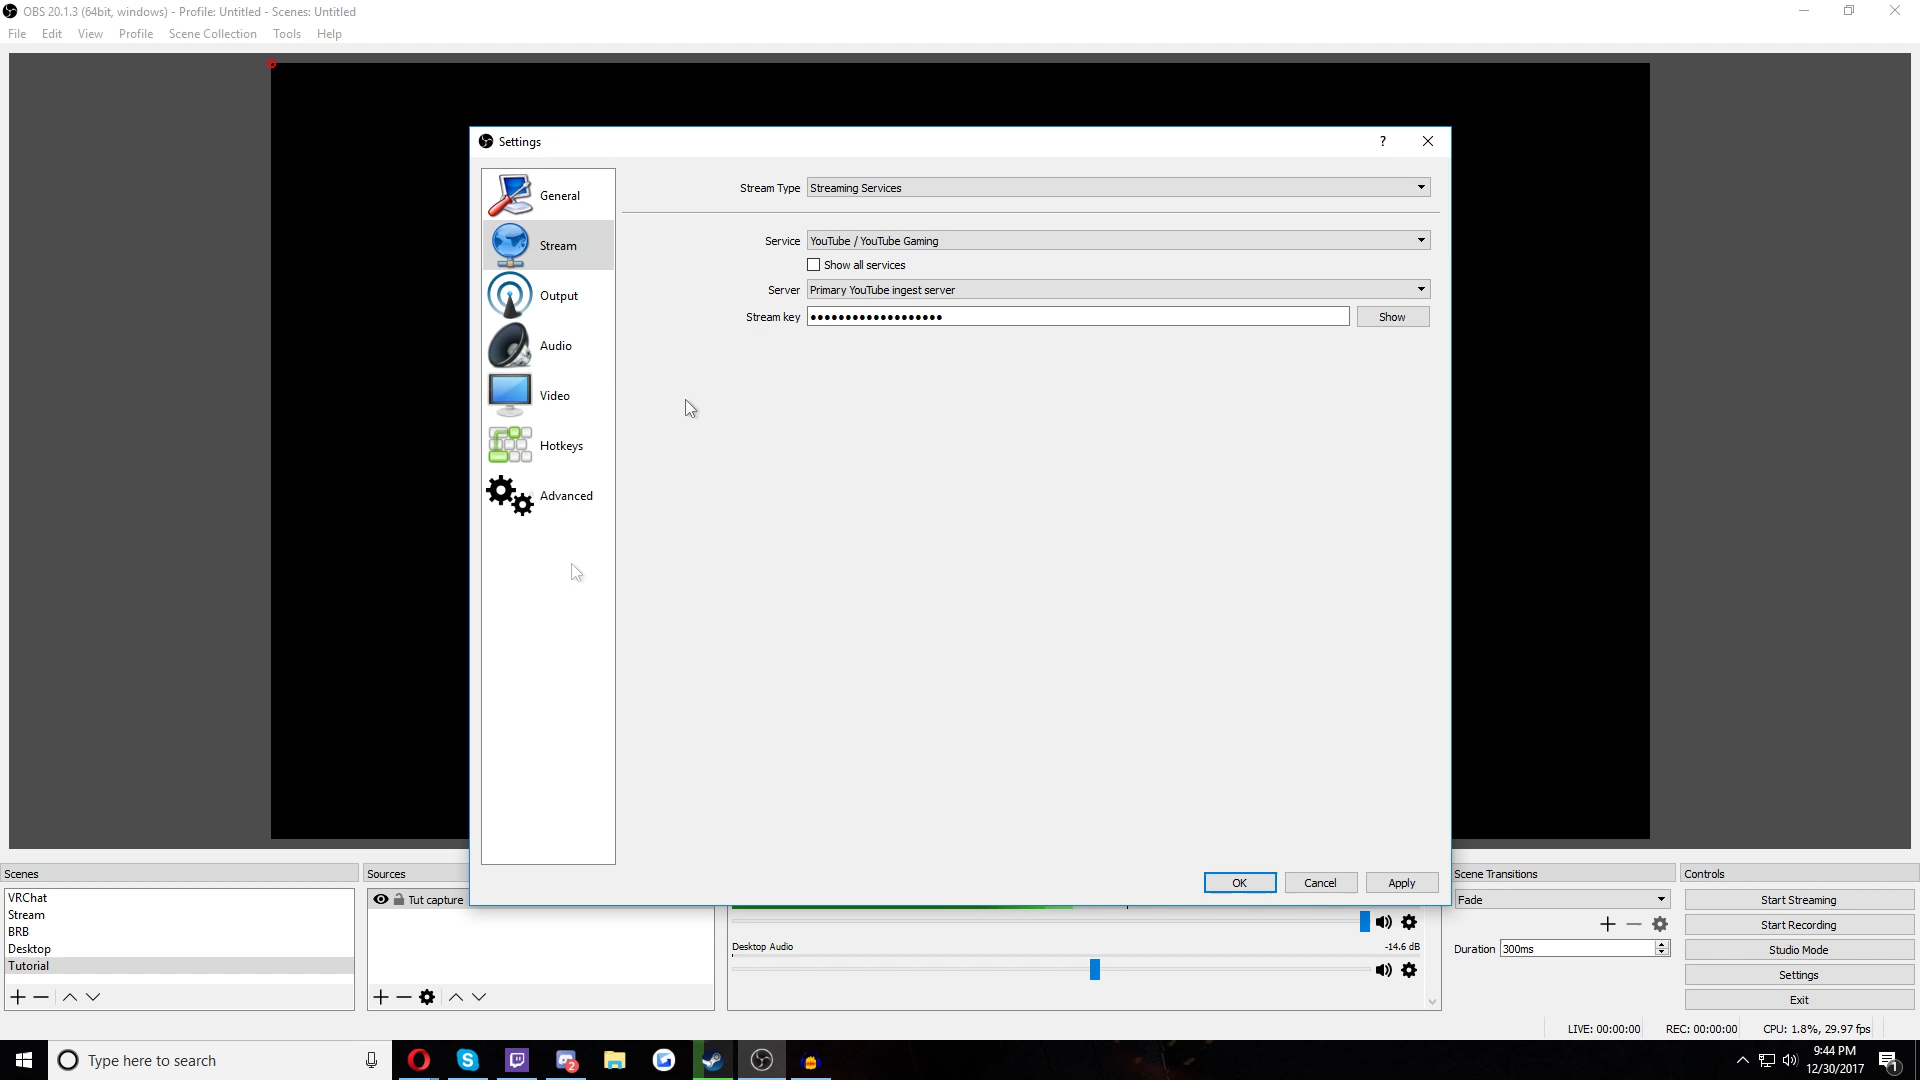 OBS 20.1.3 (64bit, windows) - Profile: Untitled - Scenes: Untitled
File Edit View Profile Scene Collection Tools Help
Settings ?
General
Stream
Output
Audio
Video
Hotkeys
Advanced
Stream Type Streaming Services
Service YouTube / YouTube Gaming
Show all services
Server Primary YouTube ingest server
Stream key ●●●●●●●●●●●●●●●●●●● Show
OK Cancel Apply
Scenes
VRChat
Stream
BRB
Desktop
Tutorial
Sources
Tut capture
Desktop Audio -14.6 dB
Scene Transitions
Fade
Duration 300ms
Controls
Start Streaming
Start Recording
Studio Mode
Settings
Exit
LIVE: 00:00:00 REC: 00:00:00 CPU: 1.8%, 29.97 fps
Type here to search
2
9:44 PM
12/30/2017
1